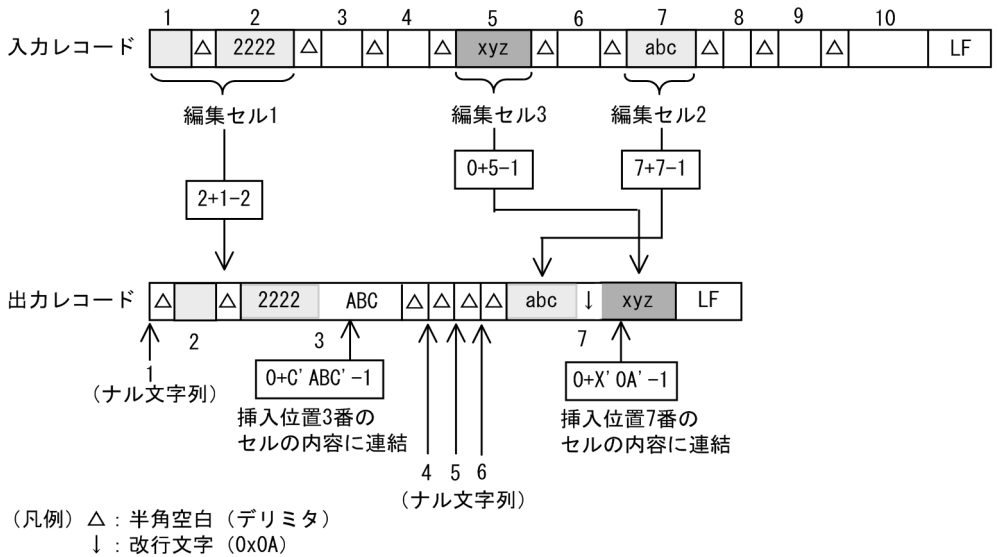 1 2 3 4 5 6 7 8 9 10
入力レコード △ 2222 △ △ △ xyz △ △ abc △ △ △ LF
編集セル1 編集セル3 編集セル2
0+5-1 7+7-1
2+1-2
出力レコード △ △ 2222 ABC △ △ △ △ abc ↓ xyz LF
2 3 7
1 0+C'ABC'-1 0+X'0A'-1
(ナル文字列)
挿入位置3番の 挿入位置7番の
セルの内容に連結 セルの内容に連結
4 5 6
(ナル文字列)
(凡例) △:半角空白(デリミタ)
↓:改行文字(0x0A)